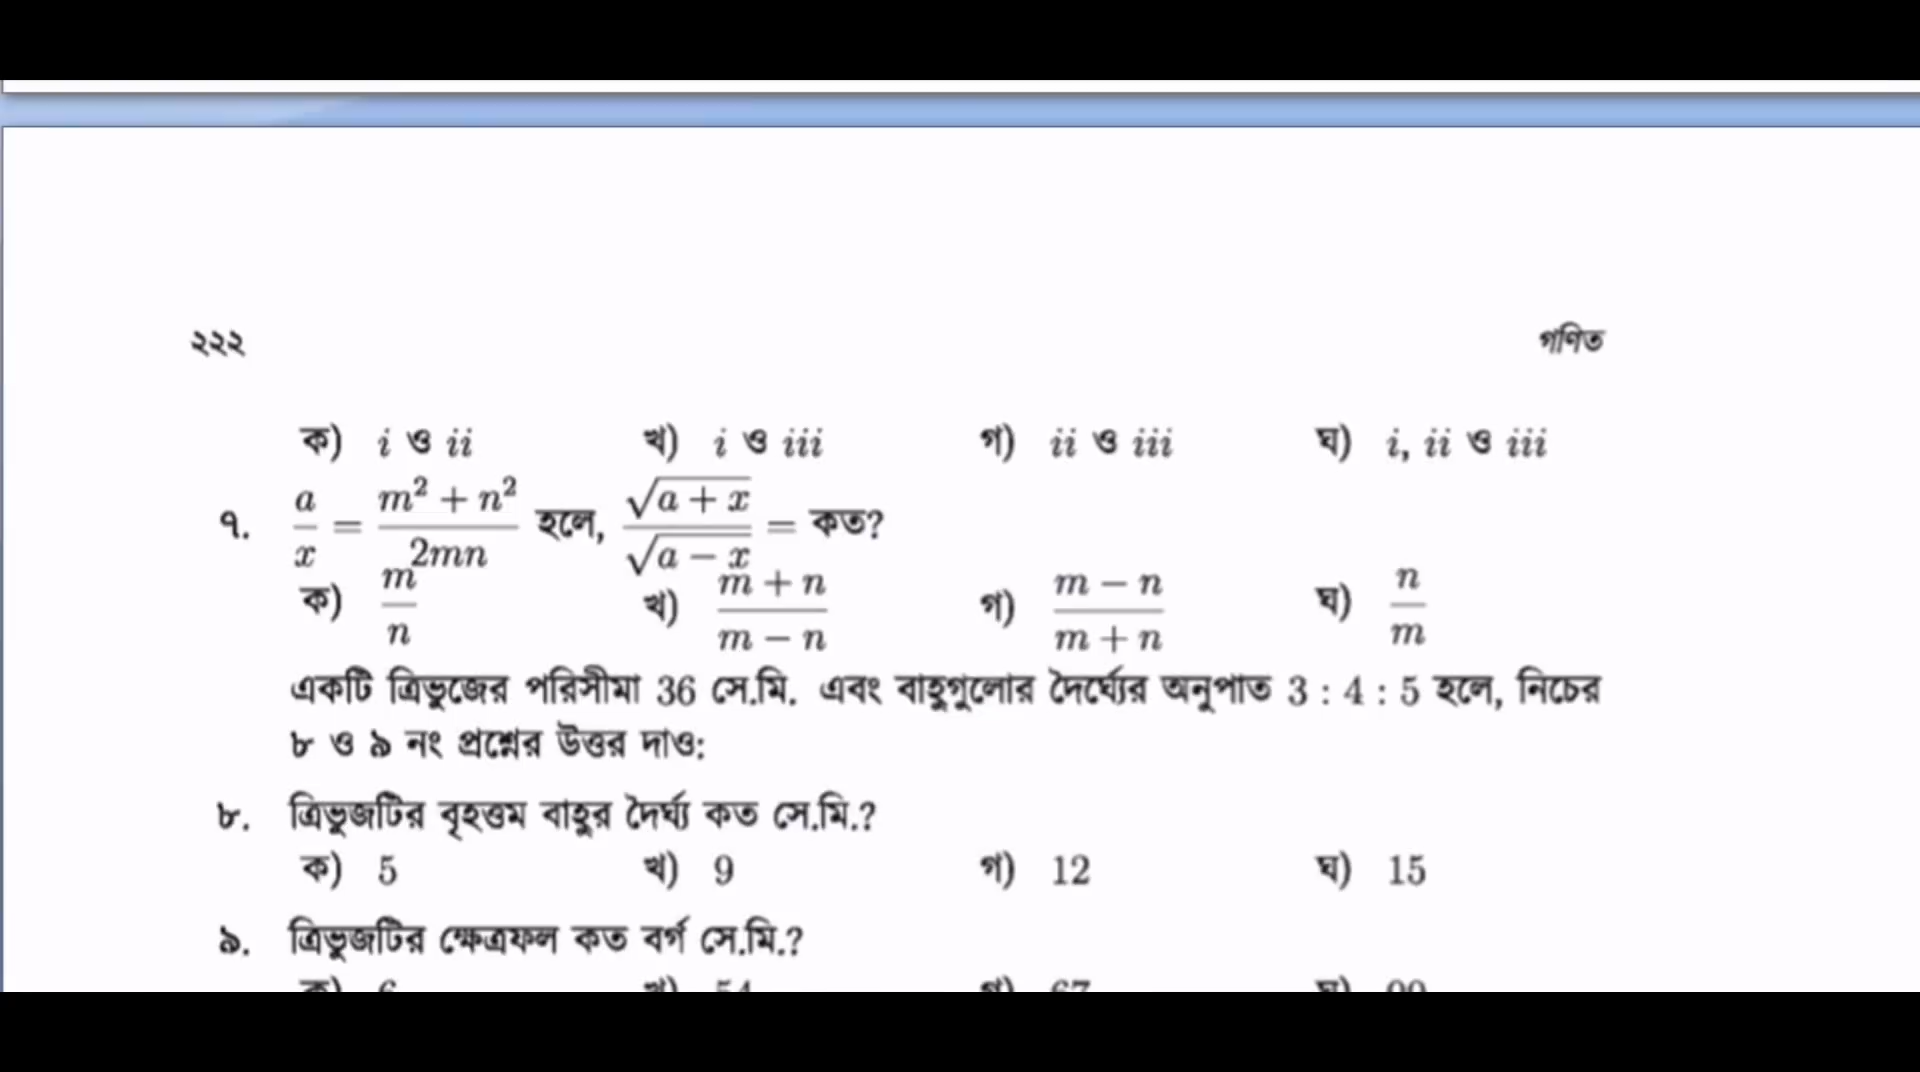 ২২২ গণিত
ক) i ও ii খ) i ও iii গ) ii ও iii ঘ) i, ii ও iii
৭. a/x = (m² + n²)/2mn হলে, √(a + x)/√(a − x) = কত?
ক) m/n খ) (m + n)/(m − n) গ) (m − n)/(m + n) ঘ) n/m
একটি ত্রিভুজের পরিসীমা 36 সে.মি. এবং বাহুগুলোর দৈর্ঘ্যের অনুপাত 3 : 4 : 5 হলে, নিচের
৮ ও ৯ নং প্রশ্নের উত্তর দাও:
৮. ত্রিভুজটির বৃহত্তম বাহুর দৈর্ঘ্য কত সে.মি.?
ক) 5 খ) 9 গ) 12 ঘ) 15
৯. ত্রিভুজটির ক্ষেত্রফল কত বর্গ সে.মি.?